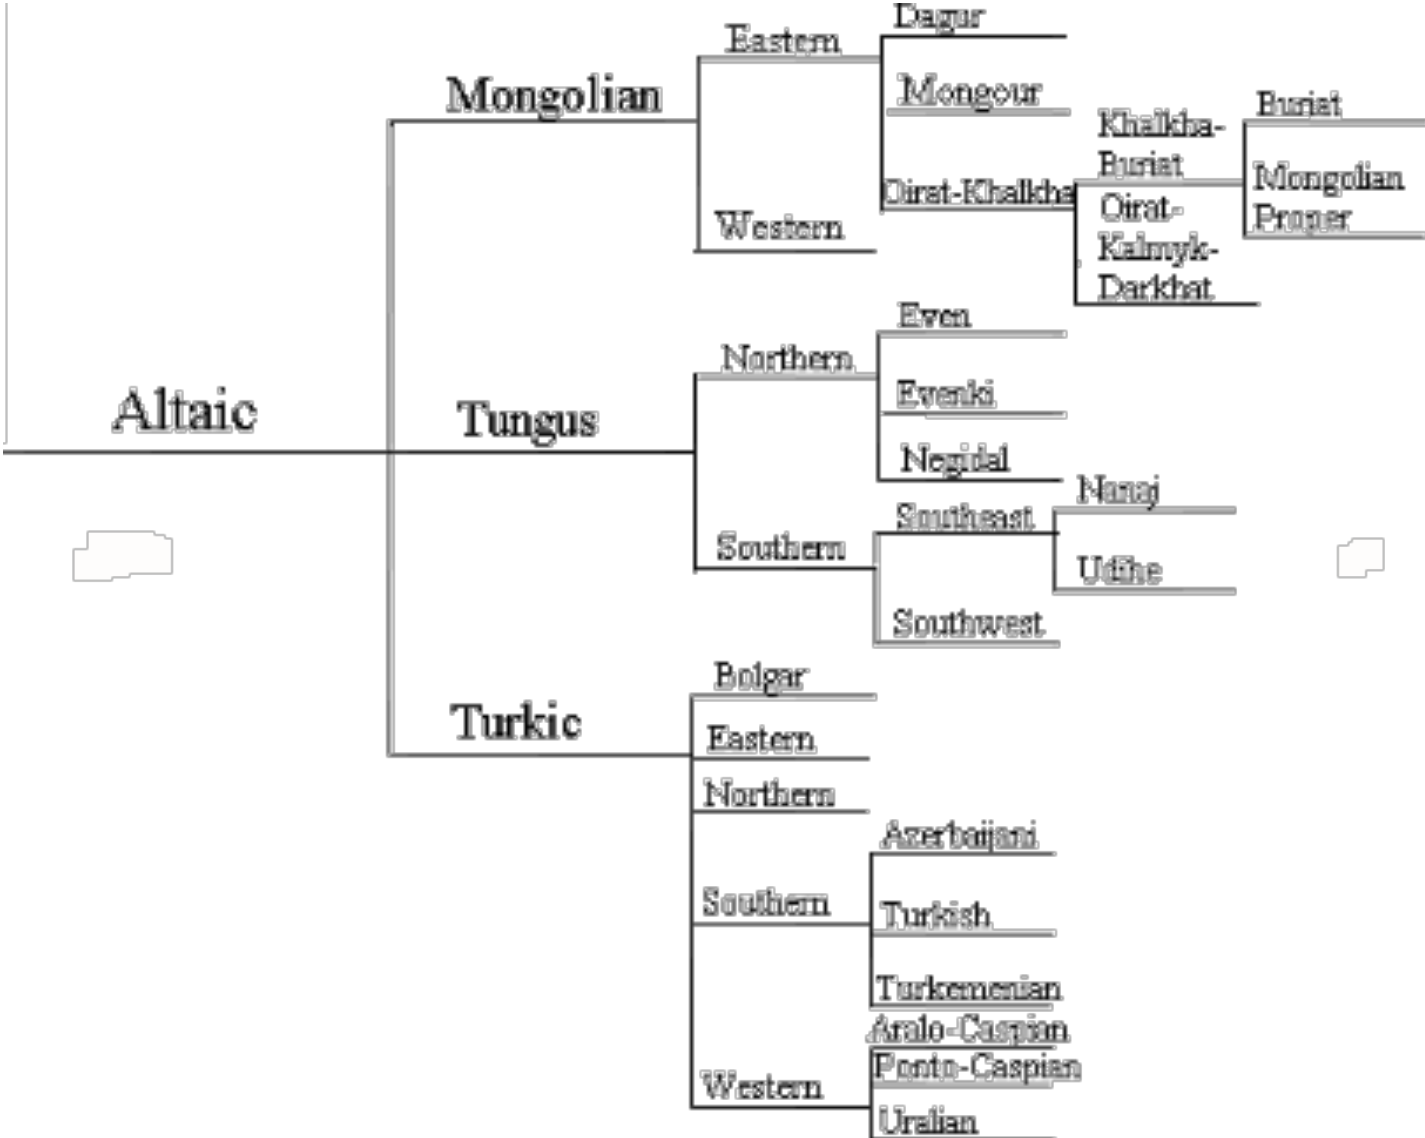 Dagur
Eastern
Mongolian
Mongour
Buriat
Khalkha-
Buriat
Mongolian
Proper
Oirat-Khalkha
Oirat-
Kalmyk-
Darkhat
Western
Even
Northern
Evenki
Altaic
Tungus
Negidal
Nanaj
Southeast
Southern
Udihe
Southwest
Bolgar
Turkic
Eastern
Northern
Azerbaijani
Southern
Turkish
Turkemenian
Aralo-Caspian
Ponto-Caspian
Western
Uralian